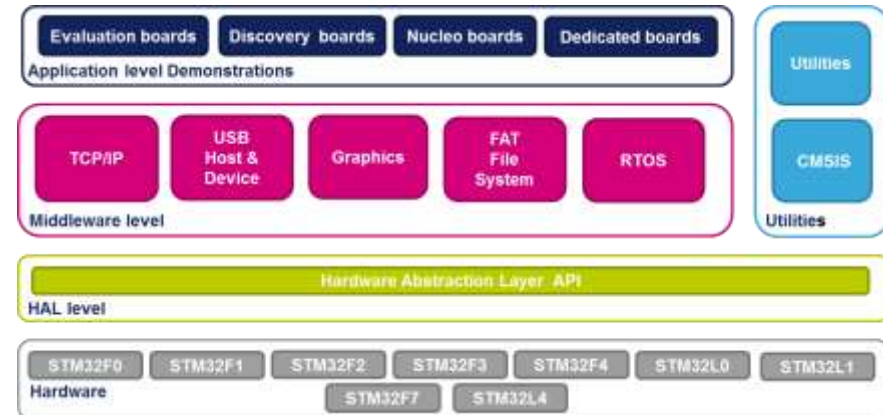 Evaluation boards
Discovery boards
Nucleo boards
Dedicated boards
Application level Demonstrations
Utilities
CMSIS
Utilities
TCP/IP
USB
Host &
Device
Graphics
FAT
File
System
RTOS
Middleware level
Hardware Abstraction Layer API
HAL level
STM32F0
STM32F1
STM32F2
STM32F3
STM32F4
STM32L0
STM32L1
Hardware
STM32F7
STM32L4